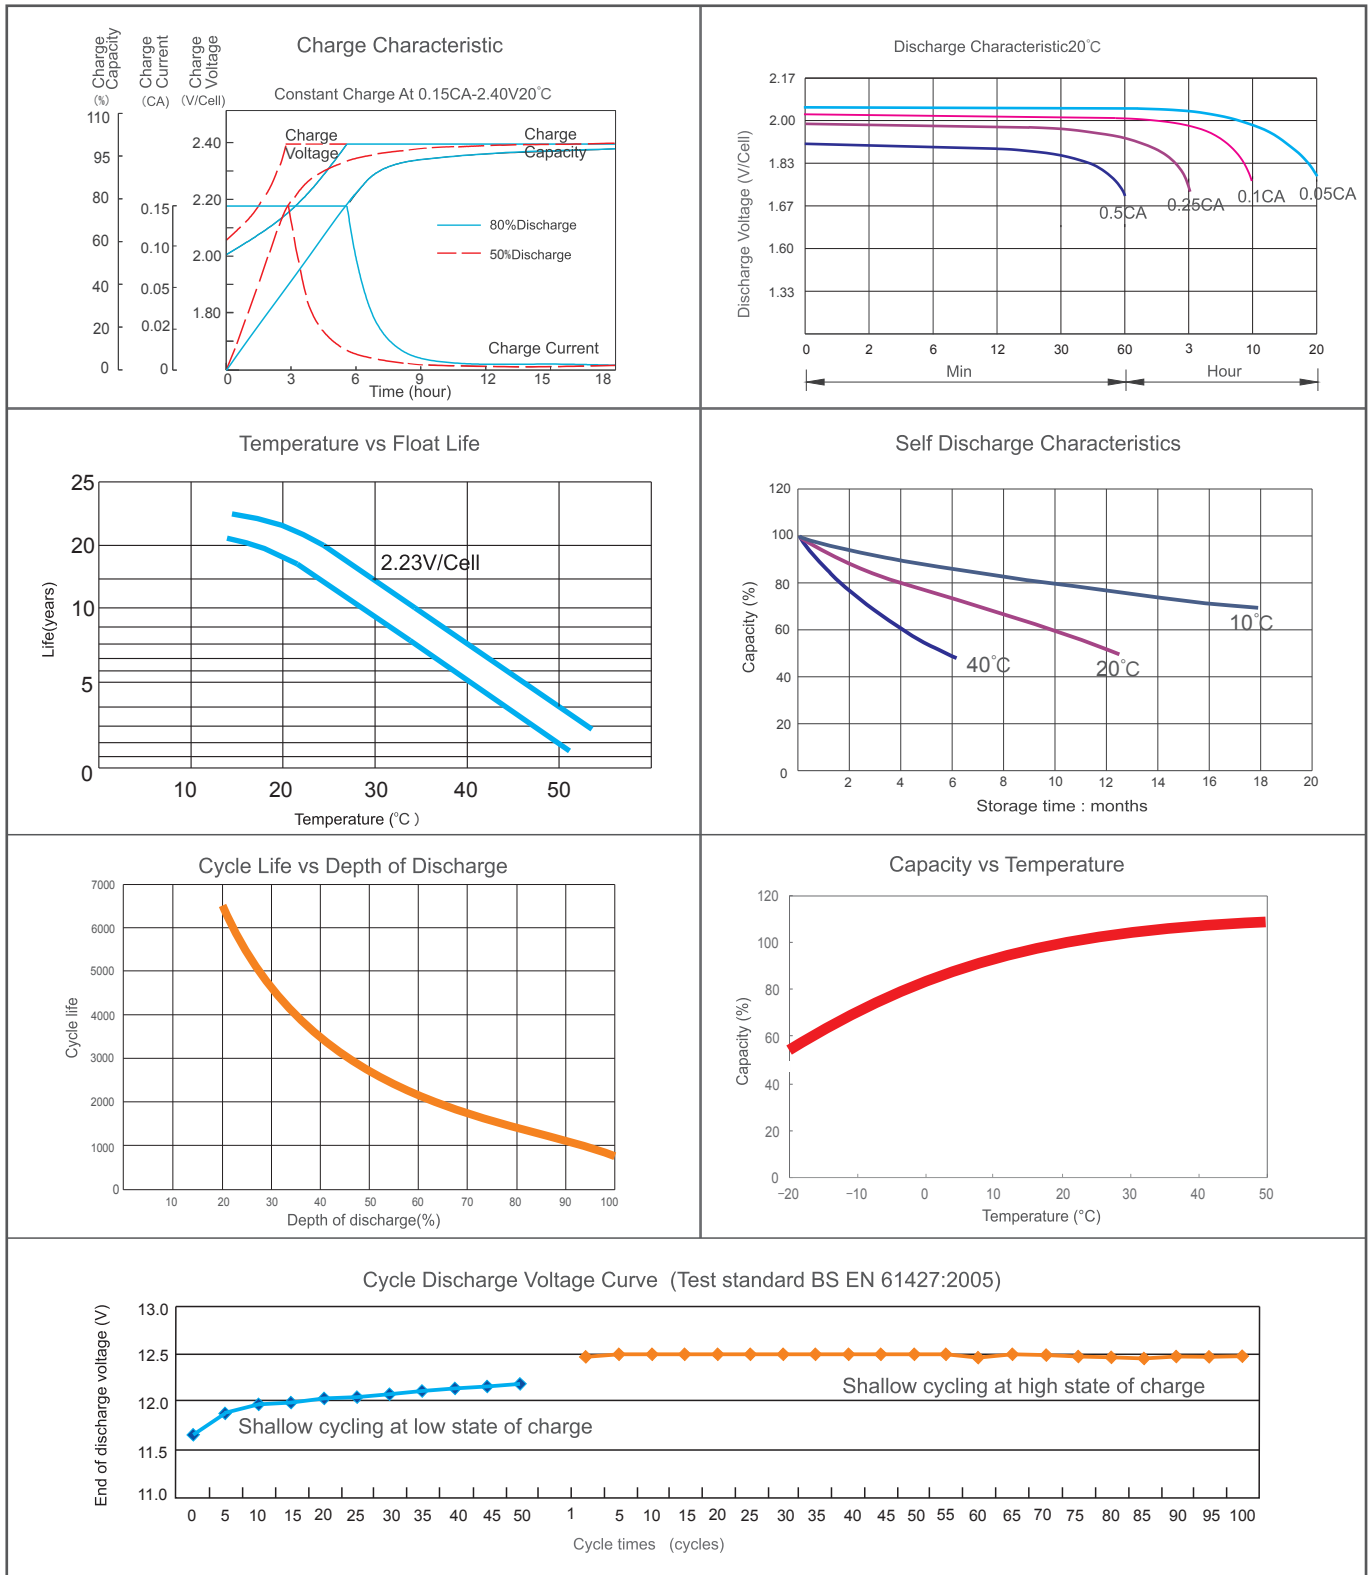 Charge Characteristic
Charge Capacity
Charge Current
Charge Voltage
(%)
(CA)
(V/Cell)
Constant Charge At 0.15CA-2.40V20°C
110
95
80
60
40
20
0
0.15
0.10
0.05
0.02
0
2.40
2.20
2.00
1.80
Charge
Voltage
Charge
Capacity
80%Discharge
50%Discharge
Charge Current
0 3 6 9 12 15 18
Time (hour)
Discharge Characteristic20°C
Discharge Voltage (V/Cell)
2.17
2.00
1.83
1.67
1.60
1.33
0.5CA
0.25CA
0.1CA
0.05CA
0 2 6 12 30 60 3 10 20
Min Hour
Temperature vs Float Life
Life(years)
25
20
10
5
0
2.23V/Cell
10 20 30 40 50
Temperature (°C )
Self Discharge Characteristics
Capacity (%)
120
100
80
60
40
20
0
10°C
40°C
20°C
2 4 6 8 10 12 14 16 18 20
Storage time : months
Cycle Life vs Depth of Discharge
Cycle life
7000
6000
5000
4000
3000
2000
1000
0
10 20 30 40 50 60 70 80 90 100
Depth of discharge(%)
Capacity vs Temperature
Capacity (%)
120
100
80
60
40
20
0
−20 −10 0 10 20 30 40 50
Temperature (°C)
Cycle Discharge Voltage Curve (Test standard BS EN 61427:2005)
End of discharge voltage (V)
13.0
12.5
12.0
11.5
11.0
Shallow cycling at high state of charge
Shallow cycling at low state of charge
0 5 10 15 20 25 30 35 40 45 50 1 5 10 15 20 25 30 35 40 45 50 55 60 65 70 75 80 85 90 95 100
Cycle times (cycles)